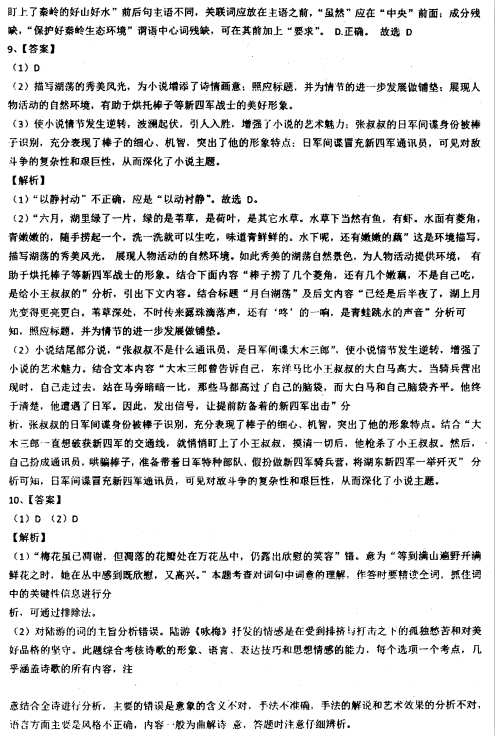 盯上了秦岭的好山好水”前后句主语不同，关联词应放在主语之前，“虽然”应在“中央”前面；成分残
缺，“保护好秦岭生态环境”谓语中心词残缺，可在其前加上“要求”。 D.正确。 故选 D
9、【答案】
（1）D
（2）描写湖荡的秀美风光，为小说增添了诗情画意；照应标题，并为情节的进一步发展做铺垫；展现人
物活动的自然环境，有助于烘托棒子等新四军战士的美好形象。
（3）使小说情节发生逆转，波澜起伏，引人入胜，增强了小说的艺术魅力；张叔叔的日军间谍身份被棒
子识别，充分表现了棒子的细心、机智，突出了他的形象特点；日军间谍冒充新四军通讯员，可见对敌
斗争的复杂性和艰巨性，从而深化了小说主题。
【解析】
（1）“以静衬动”不正确，应是“以动衬静”。故选 D。
（2）“六月，湖里绿了一片，绿的是苇草，是荷叶，是其它水草。水草下当然有鱼，有虾。水面有菱角，
青嫩嫩的，随手捞起一个，洗一洗就可以生吃，味道青鲜鲜的。水下呢，还有嫩嫩的藕”这是环境描写，
描写湖荡的秀美风光， 展现人物活动的自然环境。如此秀美的湖荡自然景色，为人物活动提供环境， 有
助于烘托棒子等新四军战士的形象。结合下面内容“棒子捞了几个菱角，还有几个嫩藕，不是自己吃，
是给小王叔叔的”分析，引出下文内容。结合标题“月白湖荡”及后文内容“已经是后半夜了，湖上月
光变得更亮更白。苇草深处，不时传来露珠滴落声，还有‘咚’的一响，是青蛙跳水的声音”分析可
知，照应标题，并为情节的进一步发展做铺垫。
（2）小说结尾部分说，“张叔叔不是什么通讯员，是日军间谍大木三郎”，使小说情节发生逆转，增强了
小说的艺术魅力。结合文本内容“大木三郎曾告诉自己，东洋马比小王叔叔的大白马高大。当骑兵营出
现时，自己走过去，站在马旁暗暗一比，那些马都高过了自己的脑袋，而大白马和自己脑袋齐平。他终
于清楚，他遭遇了日军。因此，发出信号，让提前防备着的新四军出击”分
析，张叔叔的日军间谍身份被棒子识别，充分表现了棒子的细心、机智，突出了他的形象特点。结合“大
木三郎一直想破获新四军的交通线，就悄悄盯上了小王叔叔，摸清一切后，他枪杀了小王叔叔。然后，
自己扮成通讯员，哄骗棒子，准备带着日军特种部队，假扮做新四军骑兵营，将湖东新四军一举歼灭” 分
析可知，日军间谍冒充新四军通讯员，可见对敌斗争的复杂性和艰巨性，从而深化了小说主题。
10、【答案】
（1）D （2）D
【解析】
（1）“梅花虽已凋谢，但凋落的花瓣处在万花丛中，仍露出欣慰的笑容”错。意为“等到满山遍野开满
鲜花之时，她在丛中感到既欣慰，又高兴。”本题考查对词句中词意的理解，作答时要精读全词，抓住词
中的关键性信息进行分
析，可通过排除法。
（2）对陆游的词的主旨分析错误。陆游《咏梅》抒发的情感是在受到排挤与打击之下的孤独愁苦和对美
好品格的坚守。此题综合考核诗歌的形象、语言、表达技巧和思想情感的能力，每个选项一个考点，几
乎涵盖诗歌的所有内容，注
意结合全诗进行分析，主要的错误是意象的含义不对，手法不准确，手法的解说和艺术效果的分析不对，
语言方面主要是风格不正确，内容一般为曲解诗 意，答题时注意仔细辨析。